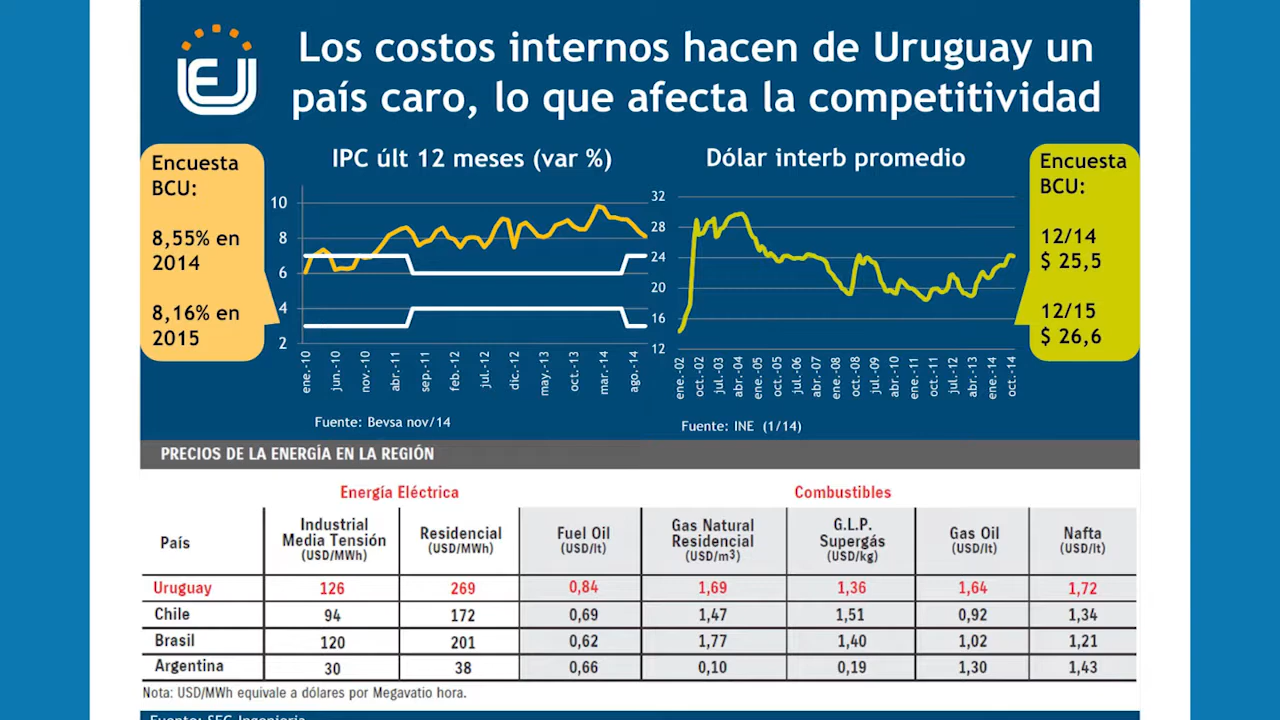 Los costos internos hacen de Uruguay un
país caro, lo que afecta la competitividad
Encuesta
BCU:
8,55% en
2014
8,16% en
2015
IPC últ 12 meses (var %)
10
8
6
4
2
ene.-10
jun.-10
nov.-10
abr.-11
sep.-11
feb.-12
jul.-12
dic.-12
may.-13
oct.-13
mar.-14
ago.-14
Fuente: Bevsa nov/14
Dólar interb promedio
32
28
24
20
16
12
ene.-02
oct.-02
jul.-03
abr.-04
ene.-05
oct.-05
jul.-06
abr.-07
ene.-08
oct.-08
jul.-09
abr.-10
ene.-11
oct.-11
jul.-12
abr.-13
ene.-14
oct.-14
Fuente: INE (1/14)
Encuesta
BCU:
12/14
$ 25,5
12/15
$ 26,6
PRECIOS DE LA ENERGÍA EN LA REGIÓN
Energía Eléctrica Combustibles
País Industrial Media Tensión (USD/MWh) Residencial (USD/MWh) Fuel Oil (USD/lt) Gas Natural Residencial (USD/m³) G.L.P. Supergás (USD/kg) Gas Oil (USD/lt) Nafta (USD/lt)
Uruguay 126 269 0,84 1,69 1,36 1,64 1,72
Chile 94 172 0,69 1,47 1,51 0,92 1,34
Brasil 120 201 0,62 1,77 1,40 1,02 1,21
Argentina 30 38 0,66 0,10 0,19 1,30 1,43
Nota: USD/MWh equivale a dólares por Megavatio hora.
Fuente: SEG Ingeniería